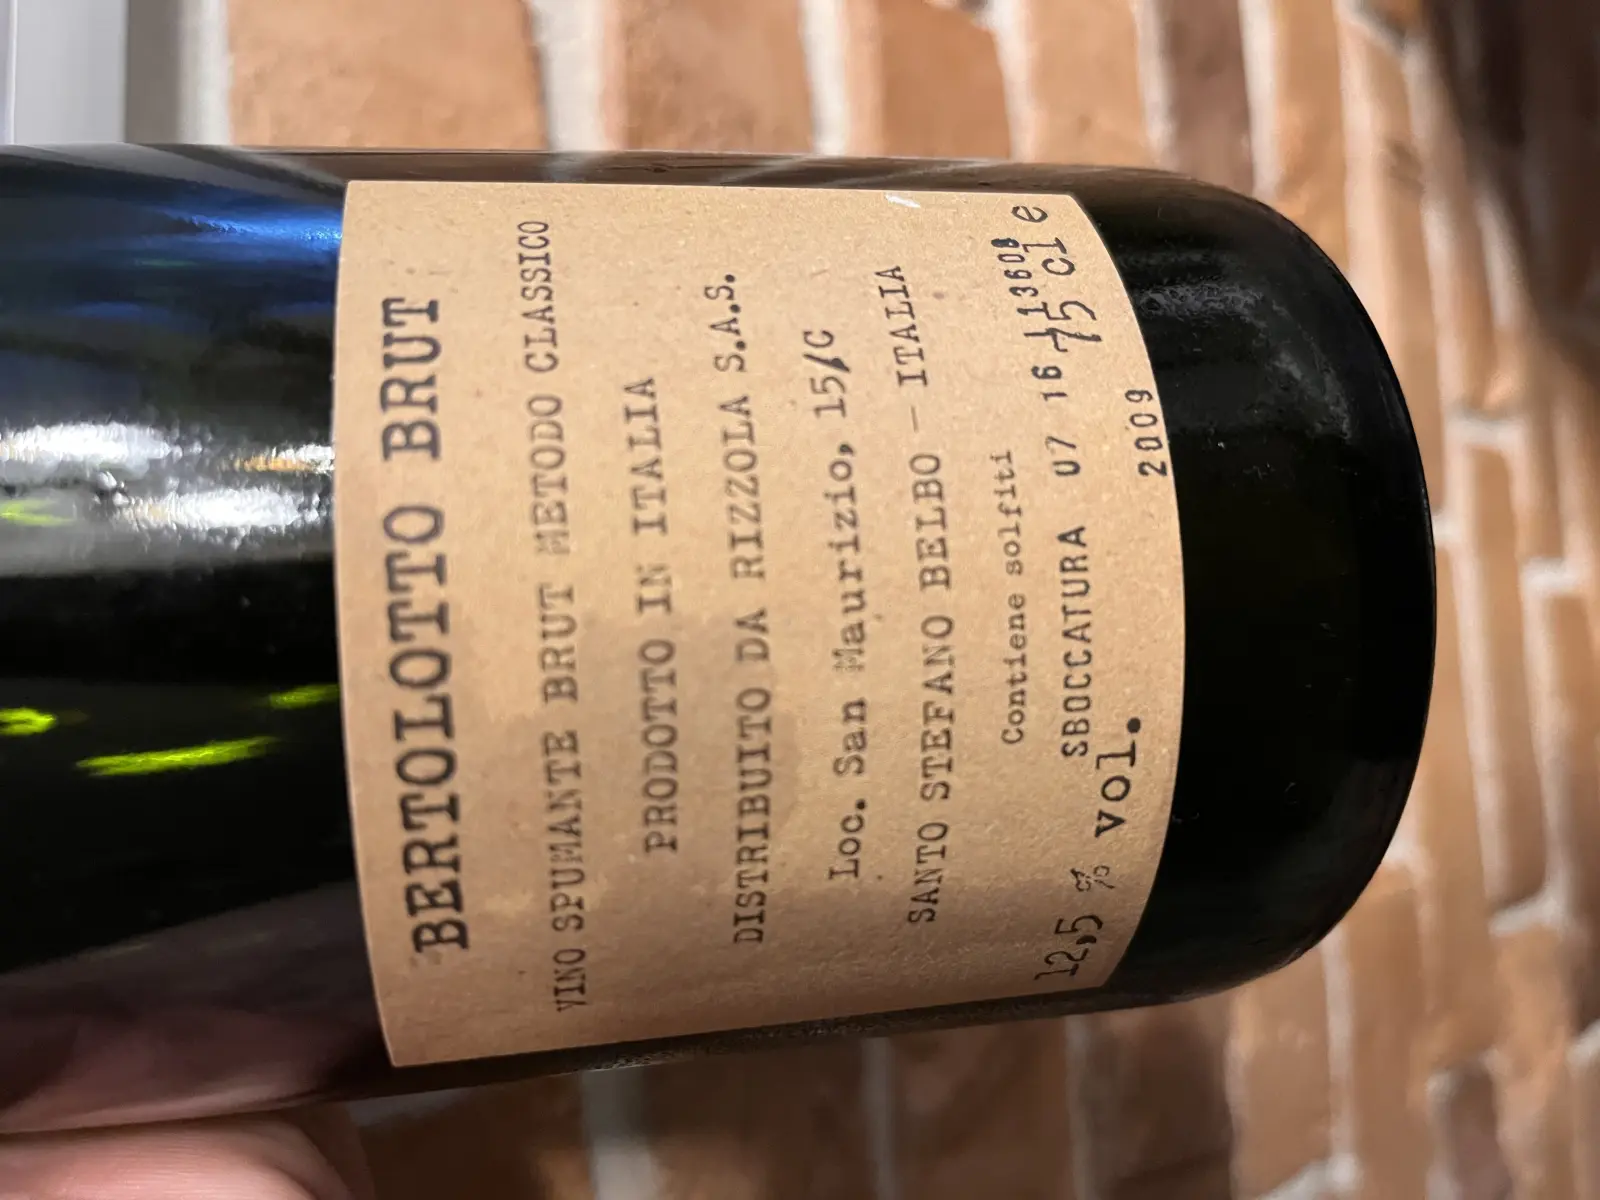 BERTOLOTTO BRUT
VINO SPUMANTE BRUT METODO CLASSICO
PRODOTTO IN ITALIA
DISTRIBUITO DA RIZZOLA S.A.S.
Loc. San Maurizio, 15/C
SANTO STEFANO BELBO - ITALIA
Contiene solfiti
SBOCCATURA 07 16
12,5 % vol. 75 cl e
2009